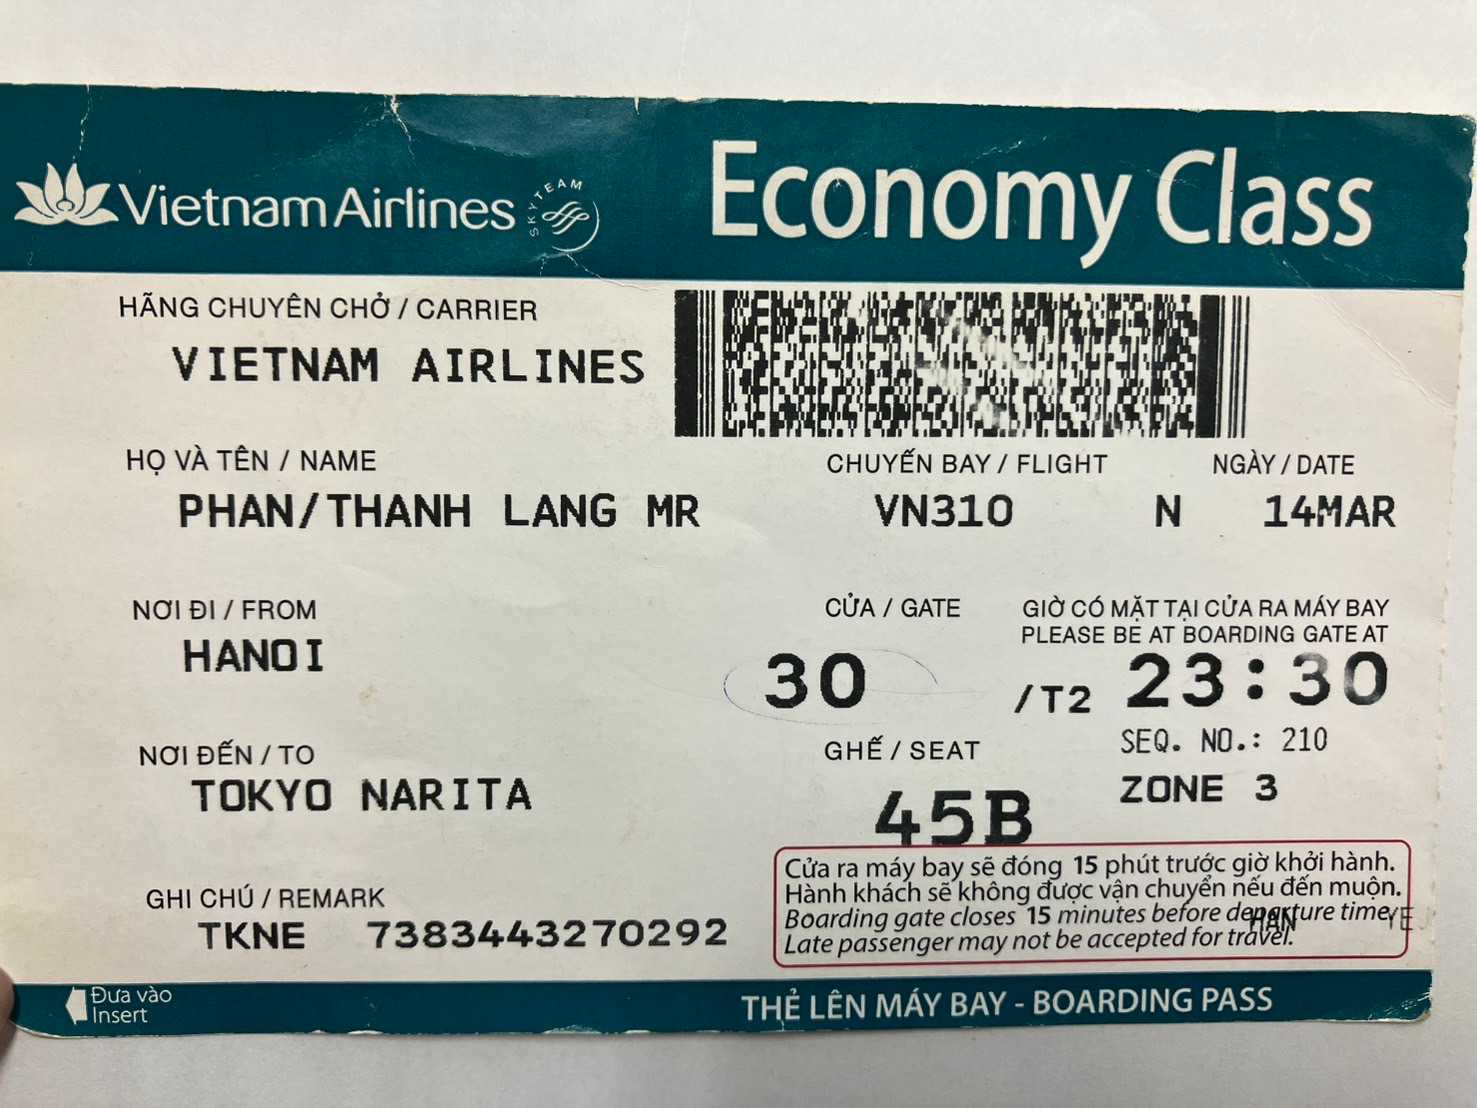 Vietnam Airlines SKYTEAM Economy Class
HÃNG CHUYÊN CHỞ / CARRIER
VIETNAM AIRLINES
HỌ VÀ TÊN / NAME CHUYẾN BAY / FLIGHT NGÀY / DATE
PHAN/THANH LANG MR VN310 N 14MAR
NƠI ĐI / FROM CỬA / GATE GIỜ CÓ MẶT TẠI CỬA RA MÁY BAY
PLEASE BE AT BOARDING GATE AT
HANOI 30 /T2 23:30
SEQ. NO.: 210
NƠI ĐẾN / TO GHẾ / SEAT
TOKYO NARITA 45B ZONE 3
Cửa ra máy bay sẽ đóng 15 phút trước giờ khởi hành.
Hành khách sẽ không được vận chuyển nếu đến muộn.
Boarding gate closes 15 minutes before departure time.
Late passenger may not be accepted for travel.
HAN YE
GHI CHÚ / REMARK
TKNE 7383443270292
Đưa vào
Insert
THẺ LÊN MÁY BAY - BOARDING PASS